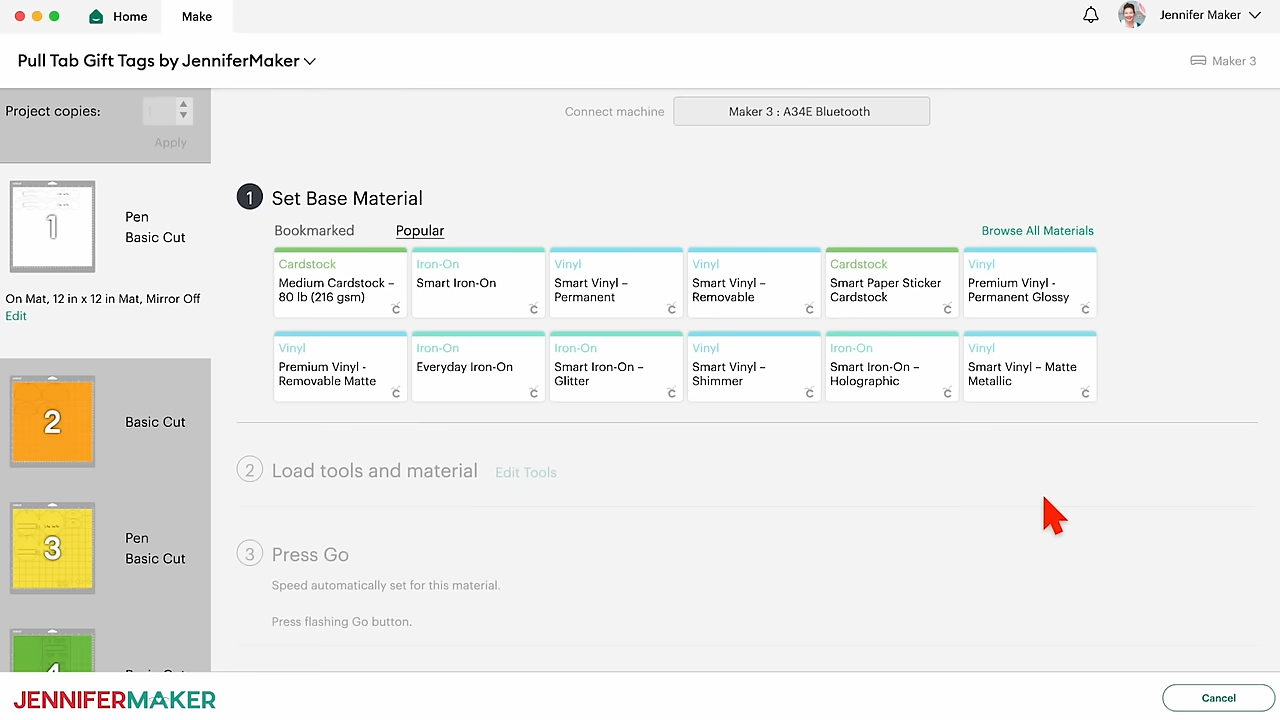 Home
Make
Jennifer Maker
Pull Tab Gift Tags by JenniferMaker
Maker 3
Project copies:
Apply
Connect machine
Maker 3 : A34E Bluetooth
1
Pen
Basic Cut
On Mat, 12 in x 12 in Mat, Mirror Off
Edit
2
Basic Cut
3
Pen
Basic Cut
4
1 Set Base Material
Bookmarked
Popular
Browse All Materials
Cardstock
Medium Cardstock –
80 lb (216 gsm)
C
Iron-On
Smart Iron-On
C
Vinyl
Smart Vinyl –
Permanent
C
Vinyl
Smart Vinyl –
Removable
C
Cardstock
Smart Paper Sticker
Cardstock
C
Vinyl
Premium Vinyl -
Permanent Glossy
C
Vinyl
Premium Vinyl -
Removable Matte
C
Iron-On
Everyday Iron-On
C
Iron-On
Smart Iron-On –
Glitter
C
Vinyl
Smart Vinyl –
Shimmer
C
Iron-On
Smart Iron-On –
Holographic
C
Vinyl
Smart Vinyl – Matte
Metallic
C
2 Load tools and material
Edit Tools
3 Press Go
Speed automatically set for this material.
Press flashing Go button.
JENNIFERMAKER
Cancel